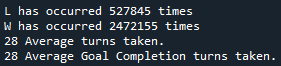 L has occurred 527845 times
W has occurred 2472155 times
28 Average turns taken.
28 Average Goal Completion turns taken.